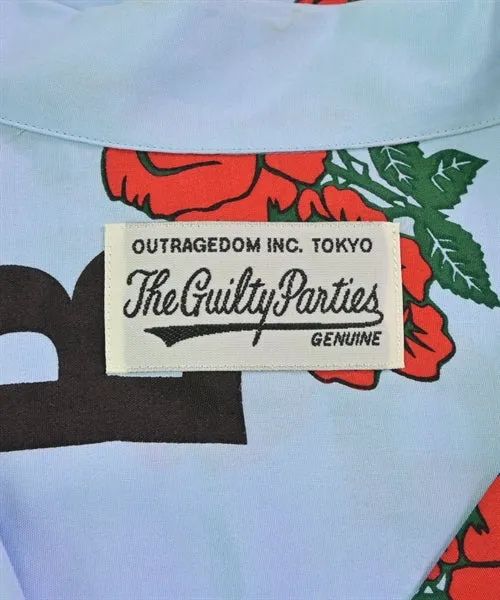 OUTRAGEDOM INC. TOKYO
The Guilty Parties
GENUINE